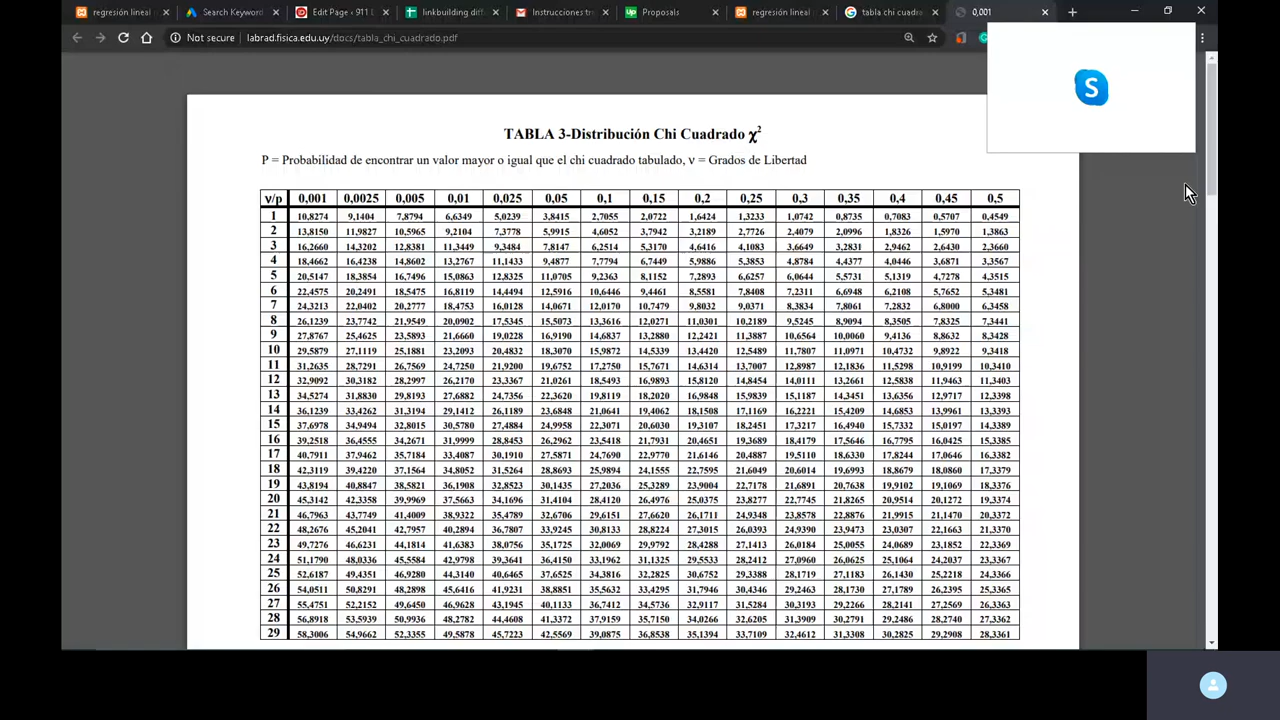 regresión lineal
Search Keyword
Edit Page ‹ 911 L
linkbuilding dif
Instrucciones tr
Proposals
regresión lineal
tabla chi cuadra
0,001
Not secure | labrad.fisica.edu.uy/docs/tabla_chi_cuadrado.pdf
S
TABLA 3-Distribución Chi Cuadrado χ²
P = Probabilidad de encontrar un valor mayor o igual que el chi cuadrado tabulado, ν = Grados de Libertad
ν/p 0,001 0,0025 0,005 0,01 0,025 0,05 0,1 0,15 0,2 0,25 0,3 0,35 0,4 0,45 0,5
1 10,8274 9,1404 7,8794 6,6349 5,0239 3,8415 2,7055 2,0722 1,6424 1,3233 1,0742 0,8735 0,7083 0,5707 0,4549
2 13,8150 11,9827 10,5965 9,2104 7,3778 5,9915 4,6052 3,7942 3,2189 2,7726 2,4079 2,0996 1,8326 1,5970 1,3863
3 16,2660 14,3202 12,8381 11,3449 9,3484 7,8147 6,2514 5,3170 4,6416 4,1083 3,6649 3,2831 2,9462 2,6430 2,3660
4 18,4662 16,4238 14,8602 13,2767 11,1433 9,4877 7,7794 6,7449 5,9886 5,3853 4,8784 4,4377 4,0446 3,6871 3,3567
5 20,5147 18,3854 16,7496 15,0863 12,8325 11,0705 9,2363 8,1152 7,2893 6,6257 6,0644 5,5731 5,1319 4,7278 4,3515
6 22,4575 20,2491 18,5475 16,8119 14,4494 12,5916 10,6446 9,4461 8,5581 7,8408 7,2311 6,6948 6,2108 5,7652 5,3481
7 24,3213 22,0402 20,2777 18,4753 16,0128 14,0671 12,0170 10,7479 9,8032 9,0371 8,3834 7,8061 7,2832 6,8000 6,3458
8 26,1239 23,7742 21,9549 20,0902 17,5345 15,5073 13,3616 12,0271 11,0301 10,2189 9,5245 8,9094 8,3505 7,8325 7,3441
9 27,8767 25,4625 23,5893 21,6660 19,0228 16,9190 14,6837 13,2880 12,2421 11,3887 10,6564 10,0060 9,4136 8,8632 8,3428
10 29,5879 27,1119 25,1881 23,2093 20,4832 18,3070 15,9872 14,5339 13,4420 12,5489 11,7807 11,0971 10,4732 9,8922 9,3418
11 31,2635 28,7291 26,7569 24,7250 21,9200 19,6752 17,2750 15,7671 14,6314 13,7007 12,8987 12,1836 11,5298 10,9199 10,3410
12 32,9092 30,3182 28,2997 26,2170 23,3367 21,0261 18,5493 16,9893 15,8120 14,8454 14,0111 13,2661 12,5838 11,9463 11,3403
13 34,5274 31,8830 29,8193 27,6882 24,7356 22,3620 19,8119 18,2020 16,9848 15,9839 15,1187 14,3451 13,6356 12,9717 12,3398
14 36,1239 33,4262 31,3194 29,1412 26,1189 23,6848 21,0641 19,4062 18,1508 17,1169 16,2221 15,4209 14,6853 13,9961 13,3393
15 37,6978 34,9494 32,8015 30,5780 27,4884 24,9958 22,3071 20,6030 19,3107 18,2451 17,3217 16,4940 15,7332 15,0197 14,3389
16 39,2518 36,4555 34,2671 31,9999 28,8453 26,2962 23,5418 21,7931 20,4651 19,3689 18,4179 17,5646 16,7795 16,0425 15,3385
17 40,7911 37,9462 35,7184 33,4087 30,1910 27,5871 24,7690 22,9770 21,6146 20,4887 19,5110 18,6330 17,8244 17,0646 16,3382
18 42,3119 39,4220 37,1564 34,8052 31,5264 28,8693 25,9894 24,1555 22,7595 21,6049 20,6014 19,6993 18,8679 18,0860 17,3379
19 43,8194 40,8847 38,5821 36,1908 32,8523 30,1435 27,2036 25,3289 23,9004 22,7178 21,6891 20,7638 19,9102 19,1069 18,3376
20 45,3142 42,3358 39,9969 37,5663 34,1696 31,4104 28,4120 26,4976 25,0375 23,8277 22,7745 21,8265 20,9514 20,1272 19,3374
21 46,7963 43,7749 41,4009 38,9322 35,4789 32,6706 29,6151 27,6620 26,1711 24,9348 23,8578 22,8876 21,9915 21,1470 20,3372
22 48,2676 45,2041 42,7957 40,2894 36,7807 33,9245 30,8133 28,8224 27,3015 26,0393 24,9390 23,9473 23,0307 22,1663 21,3370
23 49,7276 46,6231 44,1814 41,6383 38,0756 35,1725 32,0069 29,9792 28,4288 27,1413 26,0184 25,0055 24,0689 23,1852 22,3369
24 51,1790 48,0336 45,5584 42,9798 39,3641 36,4150 33,1962 31,1325 29,5533 28,2412 27,0960 26,0625 25,1064 24,2037 23,3367
25 52,6187 49,4351 46,9280 44,3140 40,6465 37,6525 34,3816 32,2825 30,6752 29,3388 28,1719 27,1183 26,1430 25,2218 24,3366
26 54,0511 50,8291 48,2898 45,6416 41,9231 38,8851 35,5632 33,4295 31,7946 30,4346 29,2463 28,1730 27,1789 26,2395 25,3365
27 55,4751 52,2152 49,6450 46,9628 43,1945 40,1133 36,7412 34,5736 32,9117 31,5284 30,3193 29,2266 28,2141 27,2569 26,3363
28 56,8918 53,5939 50,9936 48,2782 44,4608 41,3372 37,9159 35,7150 34,0266 32,6205 31,3909 30,2791 29,2486 28,2740 27,3362
29 58,3006 54,9662 52,3355 49,5878 45,7223 42,5569 39,0875 36,8538 35,1394 33,7109 32,4612 31,3308 30,2825 29,2908 28,3361